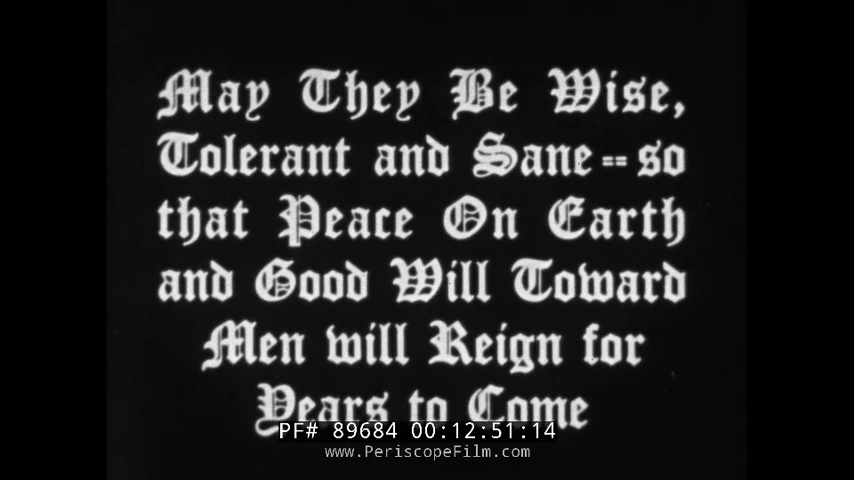 May They Be Wise,
Tolerant and Sane--so
that Peace On Earth
and Good Will Toward
Men will Reign for
Years to Come
PF# 89684 00:12:51:14
www.PeriscopeFilm.com